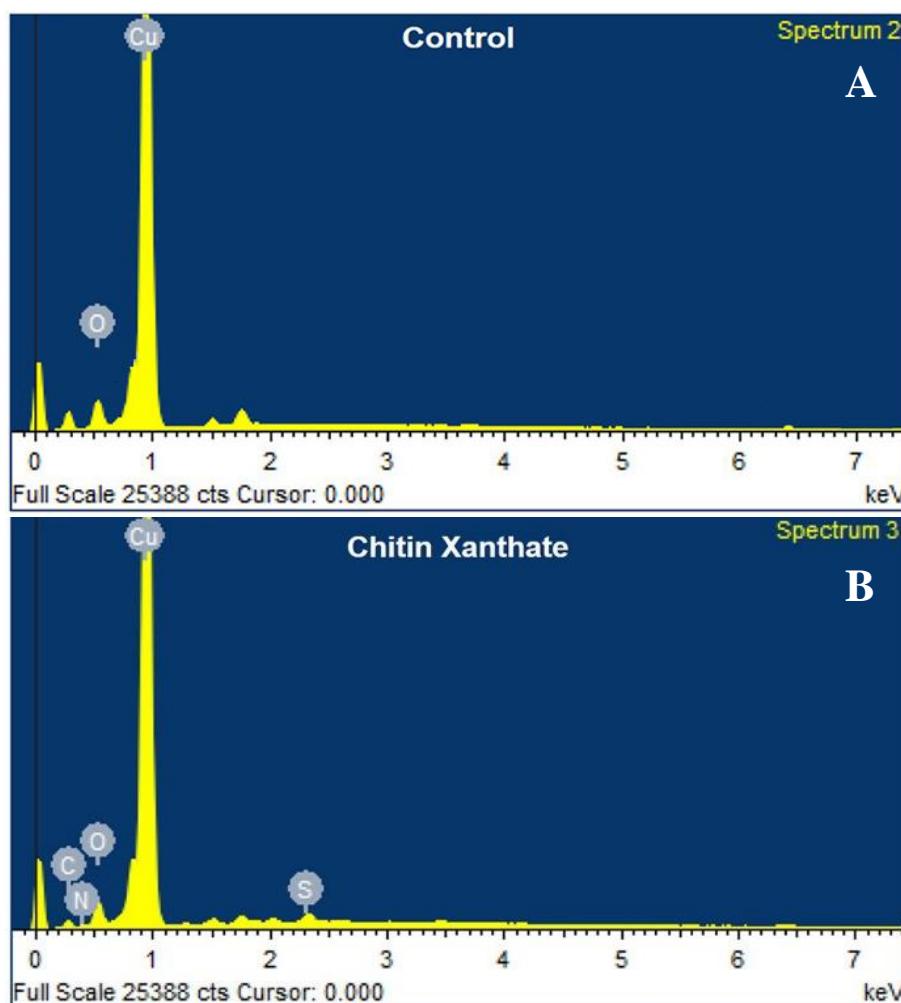 Cu
Control
Spectrum 2
A
O
0 1 2 3 4 5 6 7
Full Scale 25388 cts Cursor: 0.000 keV
Cu
Chitin Xanthate
Spectrum 3
B
C
O
N
S
0 1 2 3 4 5 6 7
Full Scale 25388 cts Cursor: 0.000 keV